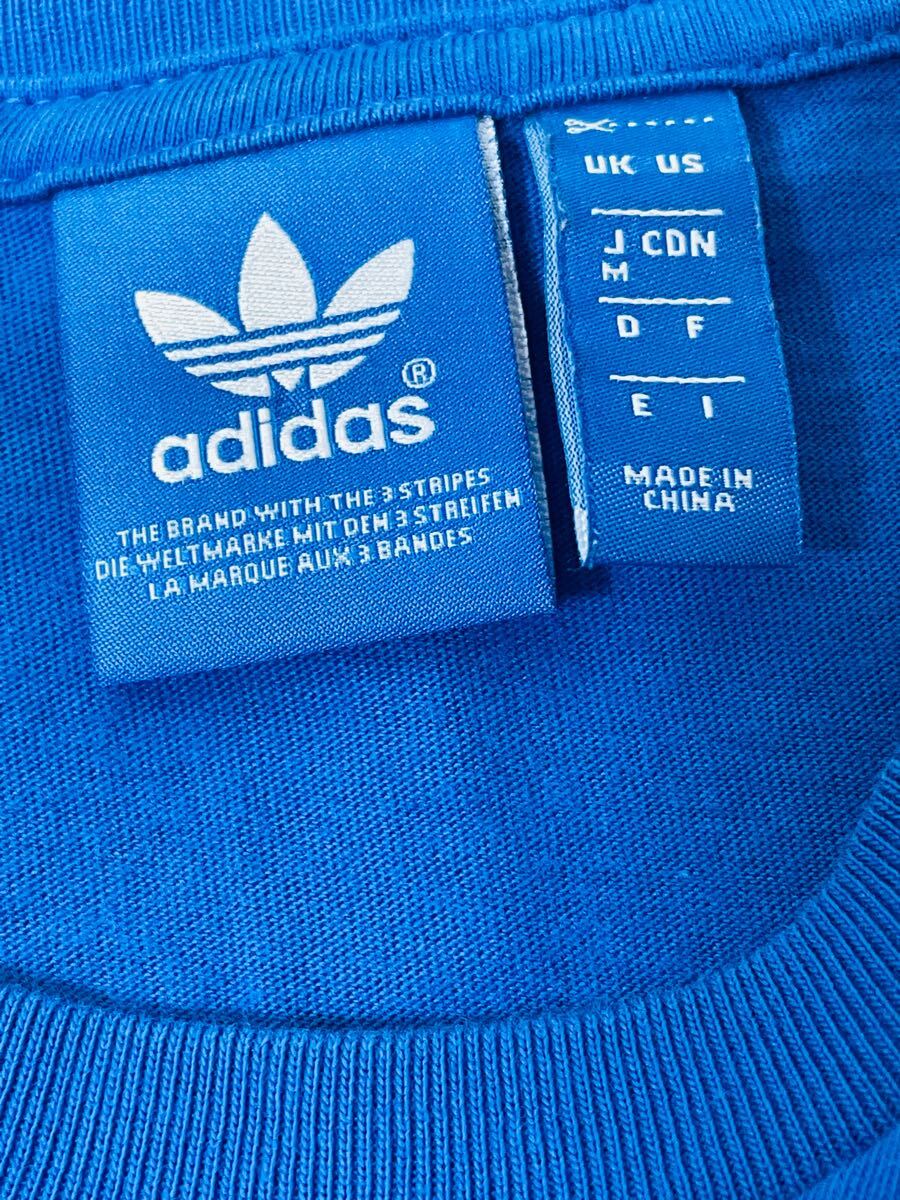 adidas®
THE BRAND WITH THE 3 STRIPES
DIE WELTMARKE MIT DEN 3 STREIFEN
LA MARQUE AUX 3 BANDES
UK US
J CDN
M
D F
E I
MADE IN
CHINA